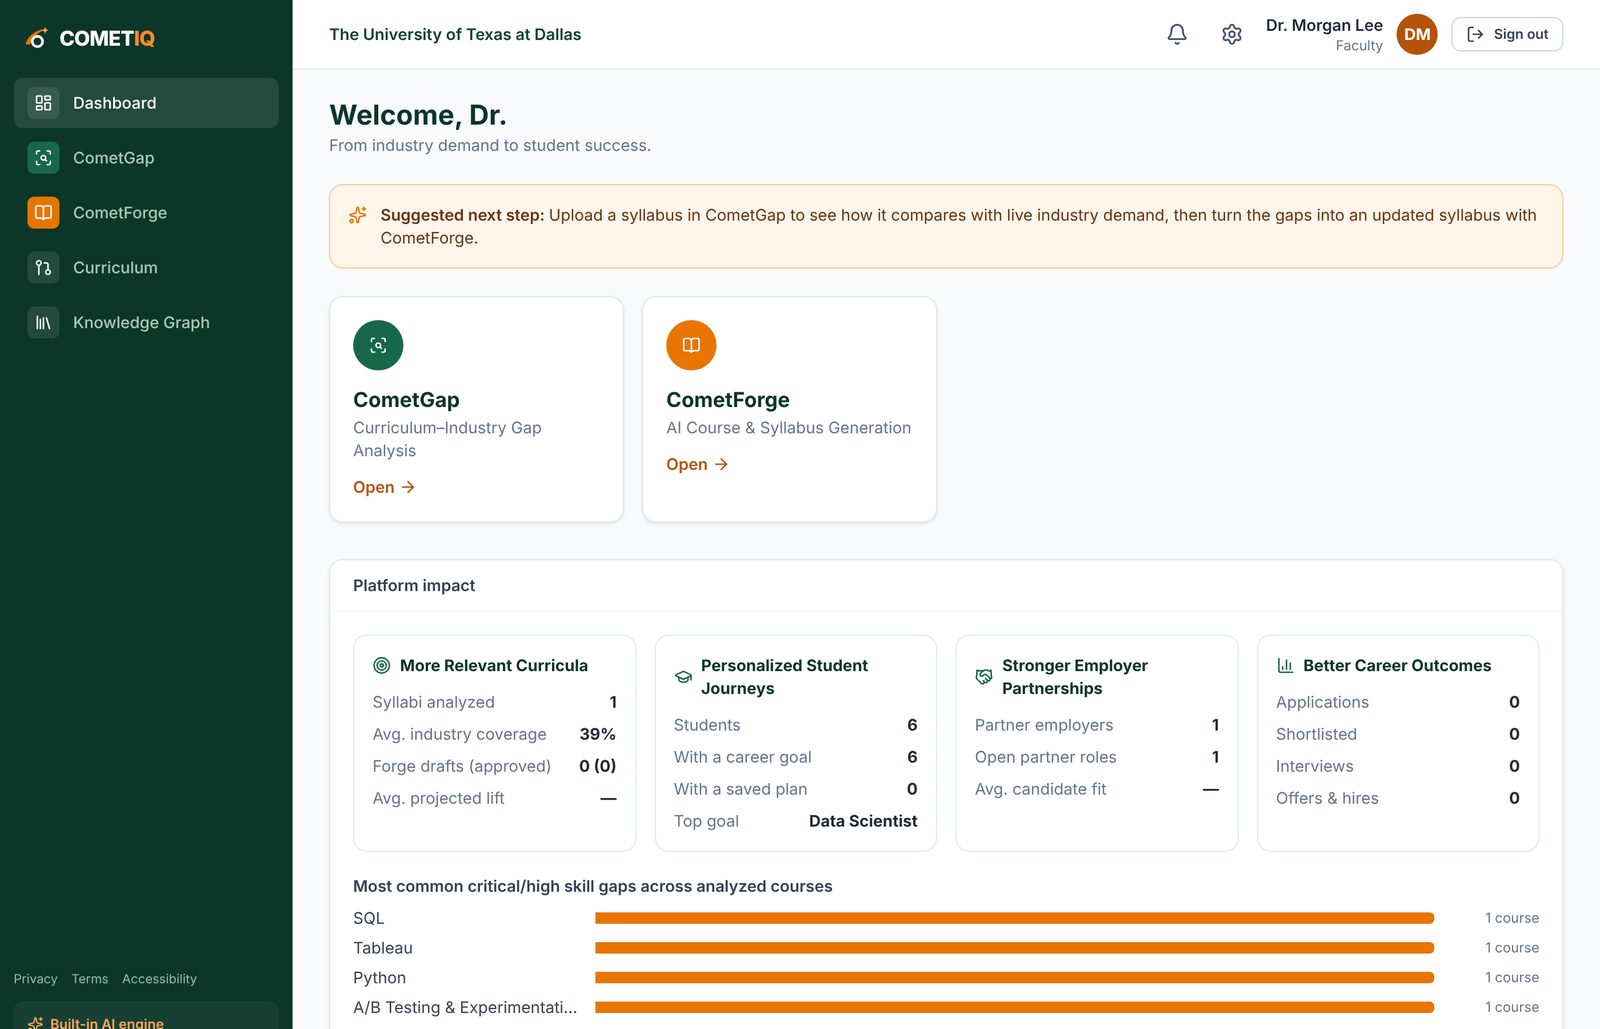 COMETIQ
Dashboard
CometGap
CometForge
Curriculum
Knowledge Graph
Privacy Terms Accessibility
Built-in AI engine
The University of Texas at Dallas
Dr. Morgan Lee
Faculty
DM
Sign out
Welcome, Dr.
From industry demand to student success.
Suggested next step: Upload a syllabus in CometGap to see how it compares with live industry demand, then turn the gaps into an updated syllabus with
CometForge.
CometGap
Curriculum–Industry Gap
Analysis
Open →
CometForge
AI Course & Syllabus Generation
Open →
Platform impact
More Relevant Curricula
Syllabi analyzed 1
Avg. industry coverage 39%
Forge drafts (approved) 0 (0)
Avg. projected lift —
Personalized Student
Journeys
Students 6
With a career goal 6
With a saved plan 0
Top goal Data Scientist
Stronger Employer
Partnerships
Partner employers 1
Open partner roles 1
Avg. candidate fit —
Better Career Outcomes
Applications 0
Shortlisted 0
Interviews 0
Offers & hires 0
Most common critical/high skill gaps across analyzed courses
SQL 1 course
Tableau 1 course
Python 1 course
A/B Testing & Experimentati... 1 course